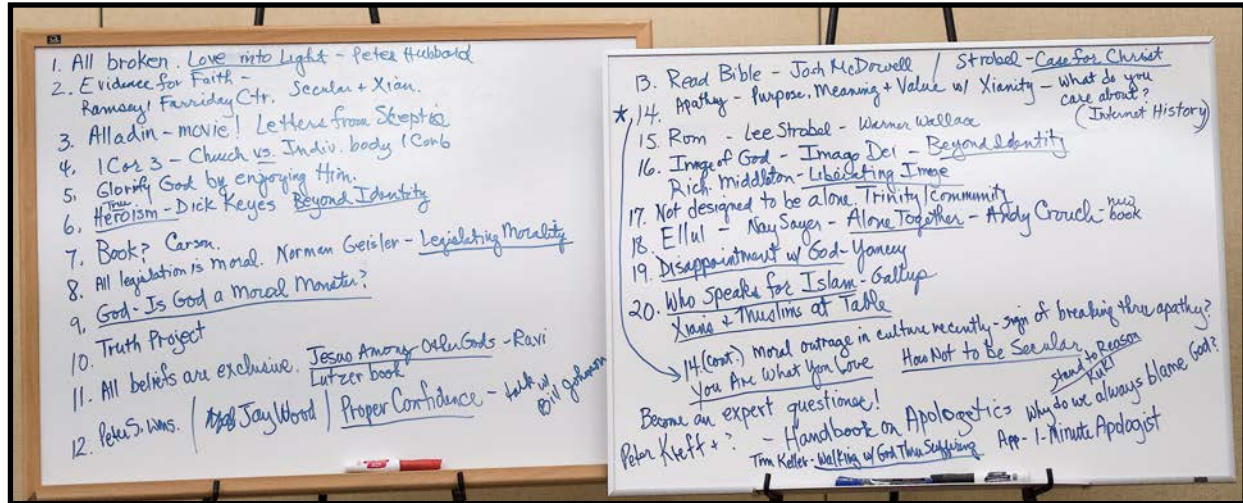 1. All broken. Love into Light - Peter Hubbard
2. Evidence for Faith -
Ramsey! Farriday Ctr. Secular + Xian.
3. Alladin - movie! Letters from Skeptic
4. 1 Cor 3 - Church vs. Indiv. body 1 Cor 6
5. Glorify God by enjoying Him.
6. True Heroism - Dick Keyes Beyond Identity
7. Book? Carson.
8. All legislation is moral. Norman Geisler - Legislating Morality
9. God - Is God a Moral Monster?
10. Truth Project
11. All beliefs are exclusive. Jesus Among Other Gods - Ravi
Lutzer book
12. Peter S. Wms. / Jay Wood / Proper Confidence - talk w/
Bill Johnson
13. Read Bible - Josh McDowell / Strobel - Case for Christ
*14. Apathy - Purpose, Meaning + Value w/ Xianity - What do you
care about?
(Internet History)
15. Rom - Lee Strobel - Warner Wallace
16. Image of God - Imago Dei - Beyond Identity
Rich. Middleton - Liberating Image
17. Not designed to be alone. Trinity/community
18. Ellul - Nay Sayer - Alone Together - Andy Crouch - new
book
19. Disappointment w/ God - Yancey
20. Who Speaks for Islam - Gallup
Xians & Muslims at Table
14. (cont.) Moral outrage in culture recently - sign of breaking thru apathy?
You Are What You Love How Not to be Secular
Stand to Reason
Kukl
Become an expert questioner!
Why do we always blame God?
Peter Kreft + ? - Handbook on Apologetics
Tim Keller - Walking w/ God Thru Suffering App - 1-Minute Apologist